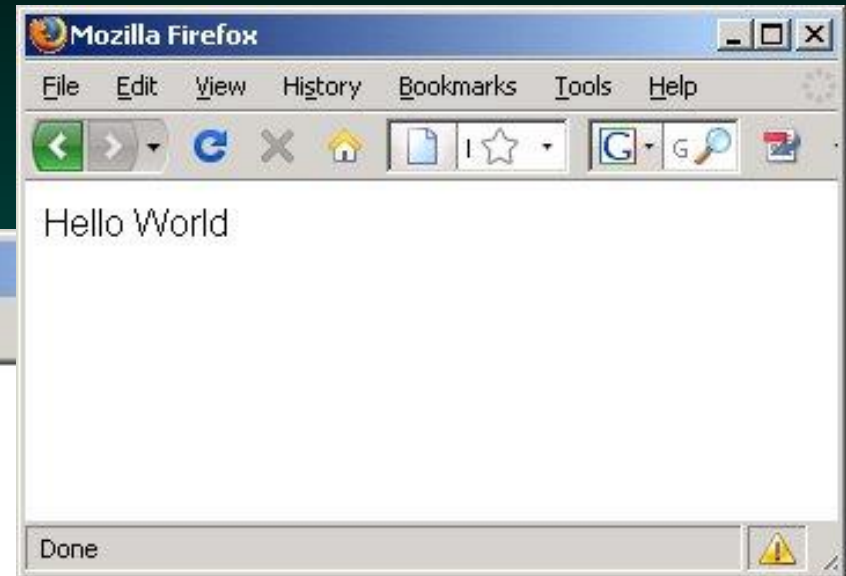 Mozilla Firefox
File Edit View History Bookmarks Tools Help
G G
Hello World
Done